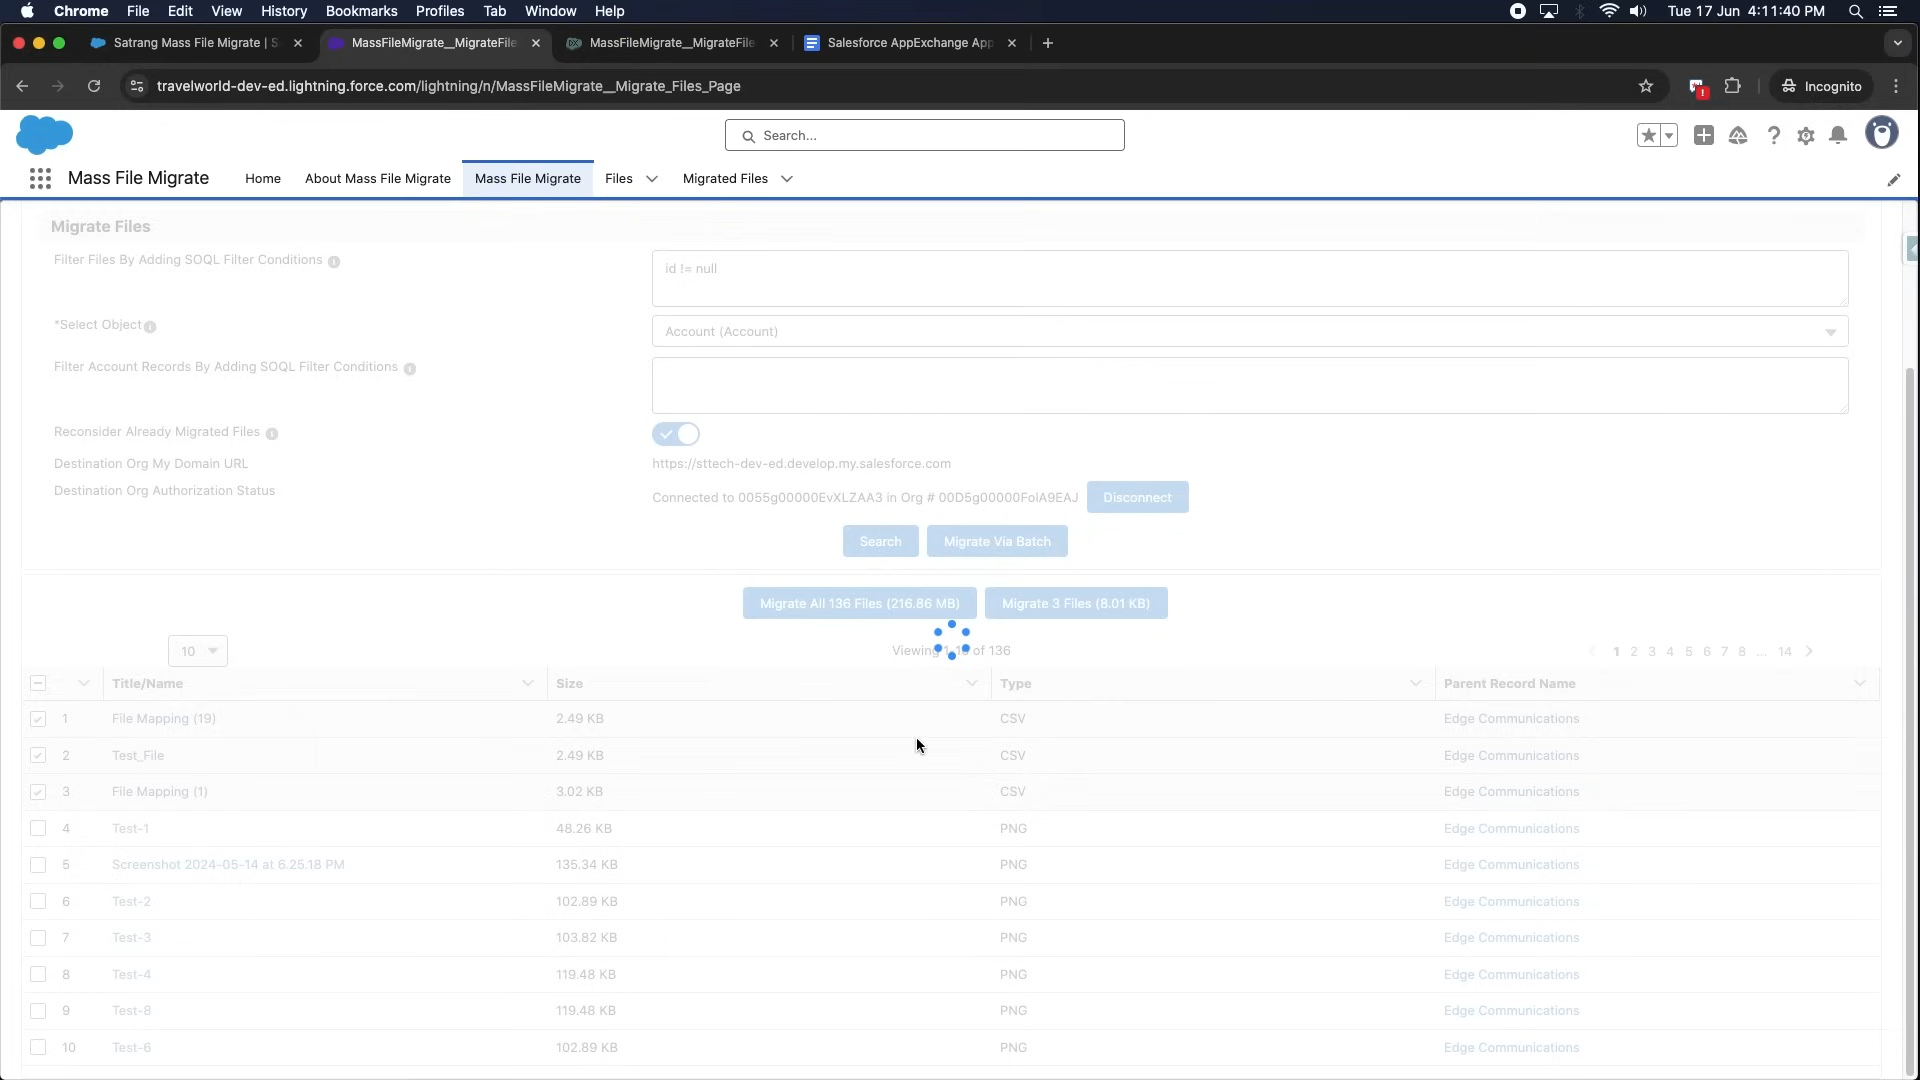 Chrome File Edit View History Bookmarks Profiles Tab Window Help Tue 17 Jun 4:11:40 PM
Satrang Mass File Migrate | S MassFileMigrate__MigrateFile MassFileMigrate__MigrateFile Salesforce AppExchange App
travelworld-dev-ed.lightning.force.com/lightning/n/MassFileMigrate__Migrate_Files_Page Incognito
Search...
Mass File Migrate Home About Mass File Migrate Mass File Migrate Files Migrated Files
Migrate Files
Filter Files By Adding SOQL Filter Conditions id != null
*Select Object Account (Account)
Filter Account Records By Adding SOQL Filter Conditions
Reconsider Already Migrated Files
Destination Org My Domain URL https://sttech-dev-ed.develop.my.salesforce.com
Destination Org Authorization Status Connected to 0055g00000EvXLZAA3 in Org # 00D5g00000FolA9EAJ Disconnect
Search Migrate Via Batch
Migrate All 136 Files (216.86 MB) Migrate 3 Files (8.01 KB)
10 Viewing 1-10 of 136 1 2 3 4 5 6 7 8 ... 14
Title/Name Size Type Parent Record Name
1 File Mapping (19) 2.49 KB CSV Edge Communications
2 Test_File 2.49 KB CSV Edge Communications
3 File Mapping (1) 3.02 KB CSV Edge Communications
4 Test-1 48.26 KB PNG Edge Communications
5 Screenshot 2024-05-14 at 6.25.18 PM 135.34 KB PNG Edge Communications
6 Test-2 102.89 KB PNG Edge Communications
7 Test-3 103.82 KB PNG Edge Communications
8 Test-4 119.48 KB PNG Edge Communications
9 Test-8 119.48 KB PNG Edge Communications
10 Test-6 102.89 KB PNG Edge Communications